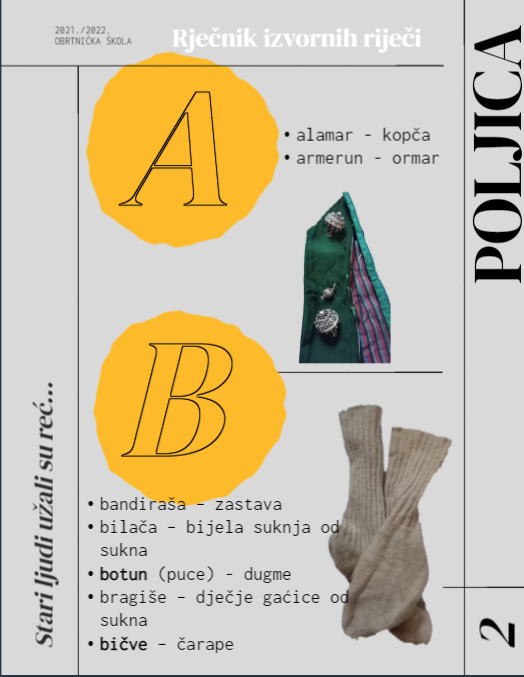 2021./2022.
OBRTNIČKA ŠKOLA
Rječnik izvornih riječi
POLJICA
A
• alamar - kopča
• armerun - ormar
B
• bandiraša – zastava
• bilača – bijela suknja od
sukna
• botun (puce) - dugme
• bragiše – dječje gaćice od
sukna
• bičve – čarape
Stari ljudi užali su reć...
2